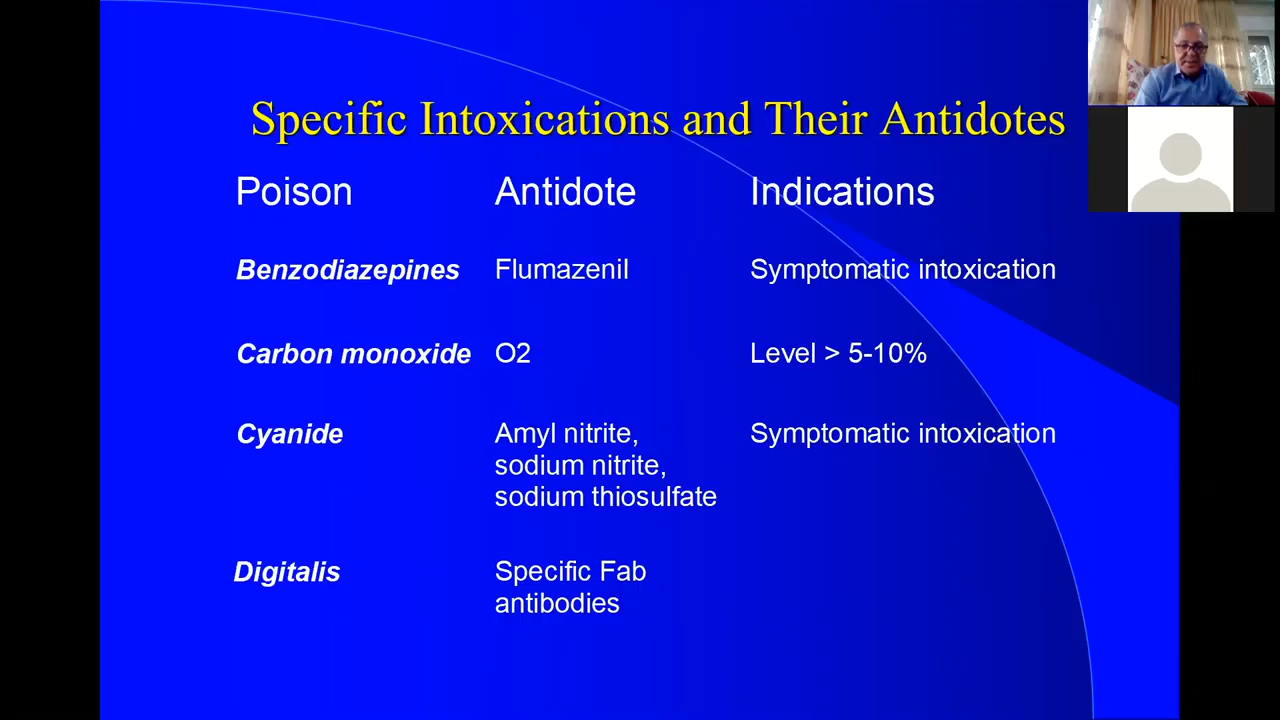 Specific Intoxications and Their Antidotes
Poison Antidote Indications
Benzodiazepines Flumazenil Symptomatic intoxication
Carbon monoxide O2 Level > 5-10%
Cyanide Amyl nitrite, Symptomatic intoxication
sodium nitrite,
sodium thiosulfate
Digitalis Specific Fab
antibodies